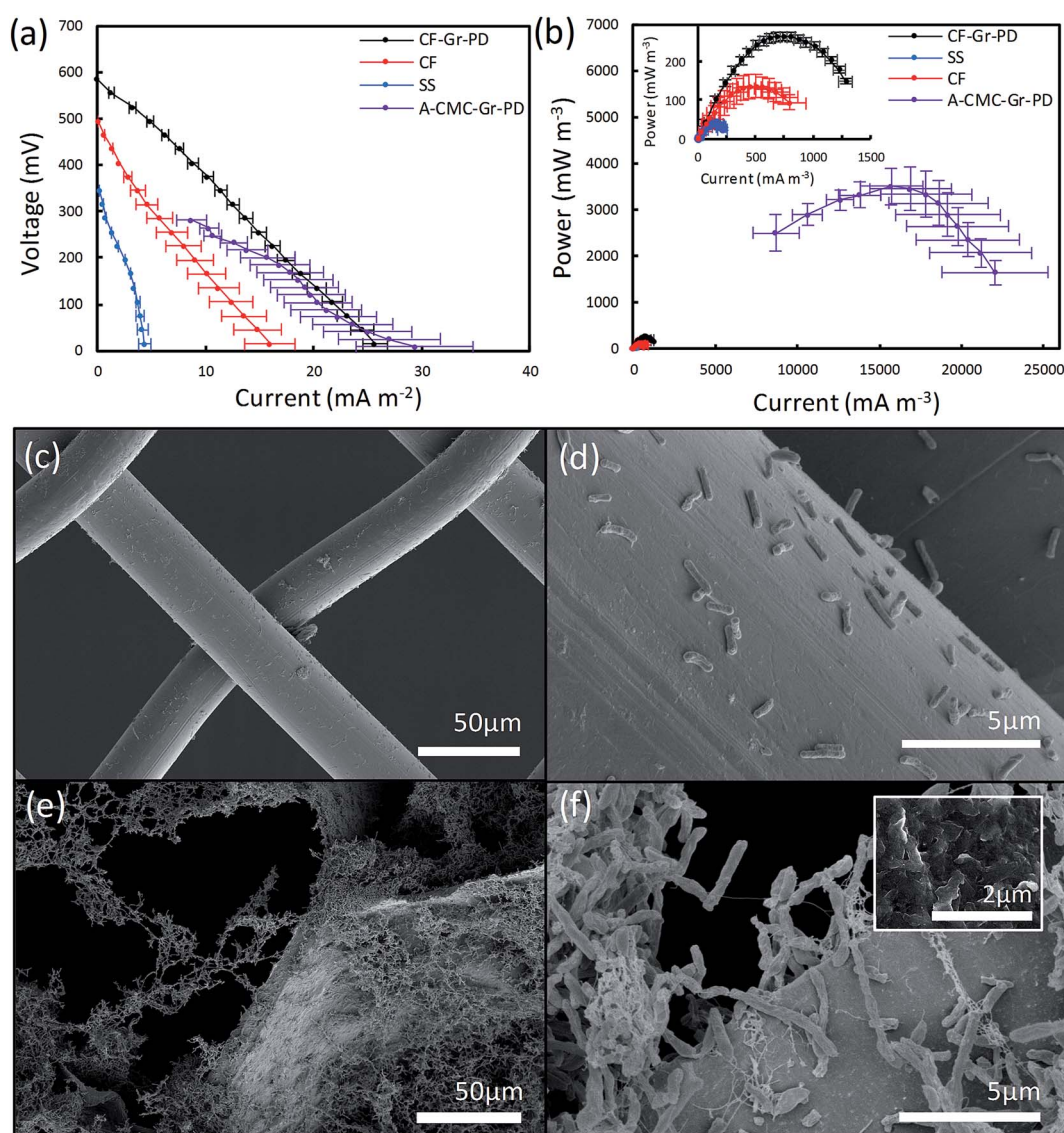 (a)
700
600
500
400
300
200
100
0
Voltage (mV)
0
10
20
30
40
Current (mA m-2)
CF-Gr-PD
CF
SS
A-CMC-Gr-PD
(b)
7000
6000
5000
4000
3000
2000
1000
0
Power (mW m-3)
0
5000
10000
15000
20000
25000
Current (mA m-3)
CF-Gr-PD
SS
CF
A-CMC-Gr-PD
200
100
0
Power (mW m-3)
0
500
1000
1500
Current (mA m-3)
(c)
50μm
(d)
5μm
(e)
50μm
(f)
2μm
5μm